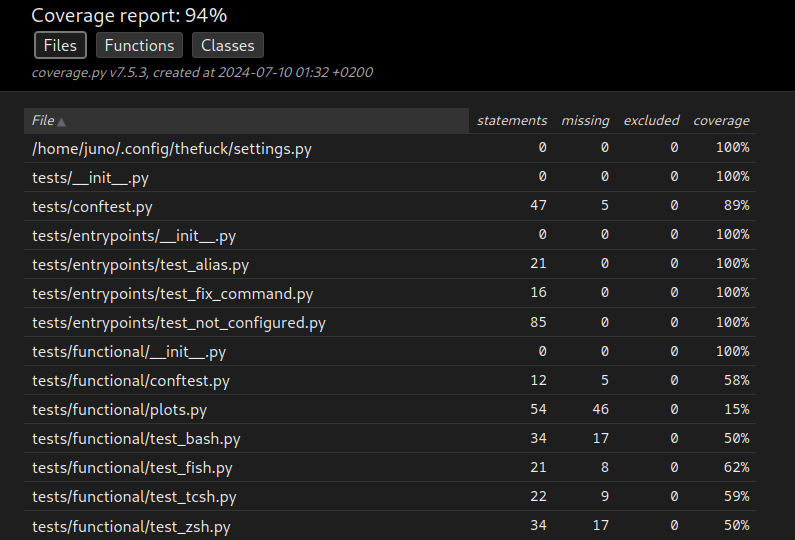 Coverage report: 94%
Files Functions Classes
coverage.py v7.5.3, created at 2024-07-10 01:32 +0200
File▲ statements missing excluded coverage
/home/juno/.config/thefuck/settings.py 0 0 0 100%
tests/__init__.py 0 0 0 100%
tests/conftest.py 47 5 0 89%
tests/entrypoints/__init__.py 0 0 0 100%
tests/entrypoints/test_alias.py 21 0 0 100%
tests/entrypoints/test_fix_command.py 16 0 0 100%
tests/entrypoints/test_not_configured.py 85 0 0 100%
tests/functional/__init__.py 0 0 0 100%
tests/functional/conftest.py 12 5 0 58%
tests/functional/plots.py 54 46 0 15%
tests/functional/test_bash.py 34 17 0 50%
tests/functional/test_fish.py 21 8 0 62%
tests/functional/test_tcsh.py 22 9 0 59%
tests/functional/test_zsh.py 34 17 0 50%